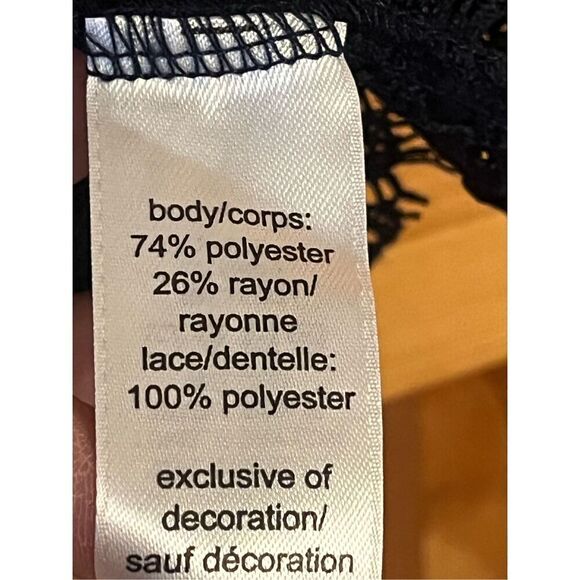 body/corps:
74% polyester
26% rayon/
rayonne
lace/dentelle:
100% polyester
exclusive of
decoration/
sauf décoration